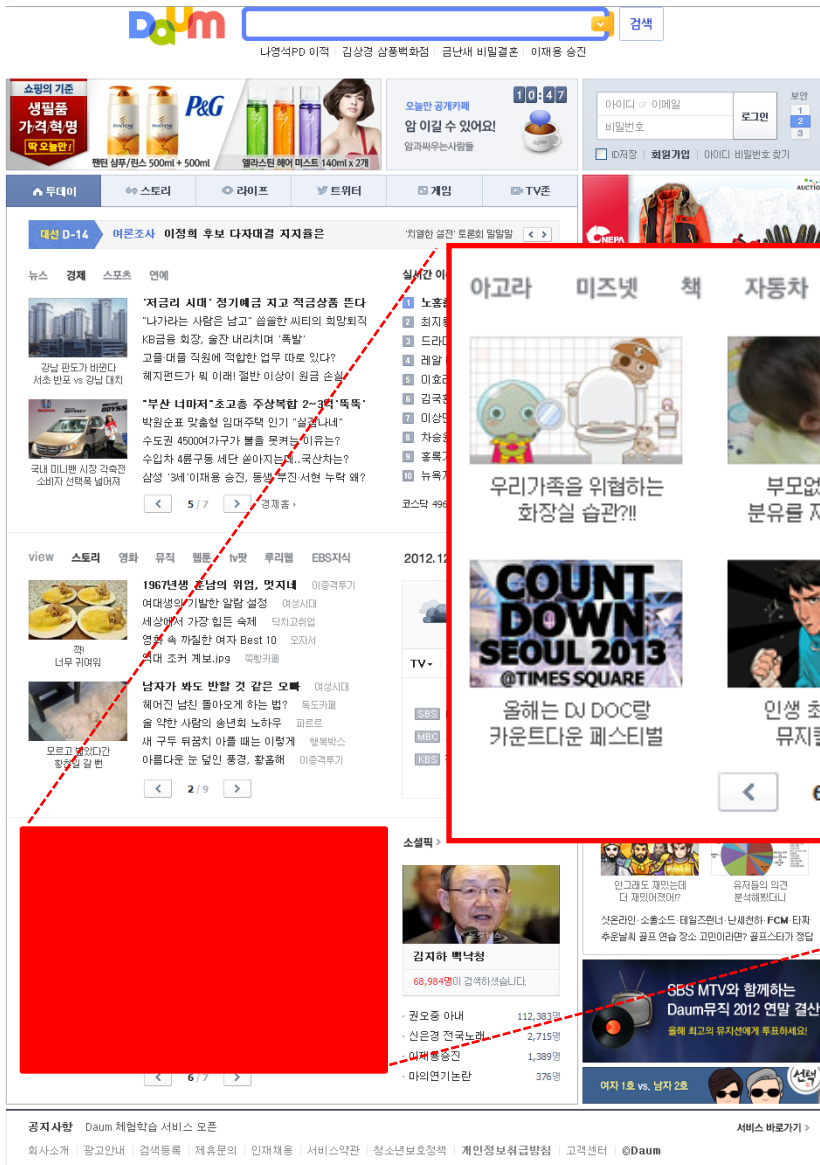 Daum
검색
나영석PD 이적 김상경 삼풍백화점 금난새 비밀결혼 이재용 승진
쇼핑의 기준
생필품
가격혁명
딱 오늘만!
P&G
팬틴 샴푸/린스 500ml + 500ml
엘라스틴 헤어 미스트 140ml x 2개
오늘만 공개카페
10:47
암 이길 수 있어요!
암과싸우는사람들
아이디 or 이메일
비밀번호
로그인
보안
1
2
3
ID저장 회원가입 아이디·비밀번호 찾기
투데이 스토리 라이프 트위터 게임 TV존
NEPA
대선 D-14 여론조사 이정희 후보 다자대결 지지율은 '치열한 설전' 토론회 말말말
뉴스 경제 스포츠 연예
'저금리 시대' 정기예금 지고 적금상품 뜬다
"나가라는 사람은 남고" 씁쓸한 씨티의 희망퇴직
KB금융 회장, 술잔 내리치며 '폭발'
고졸·대졸 직원에 적합한 업무 따로 있다?
헤지펀드가 뭐 이래! 절반 이상이 원금 손실
강남 판도가 바뀐다
서초 반포 vs 강남 대치
"부산 너마저"초고층 주상복합 2~3억 '뚝뚝'
박원순표 맞춤형 임대주택 인기 "실감나네"
수도권 4500여가구가 불을 못켜는 이유는?
수입차 4륜구동 세단 쏟아지는데..국산차는?
삼성 '3세'이재용 승진, 동생 부진·서현 누락 왜?
국내 미니밴 시장 각축전
소비자 선택폭 넓어져
5/7 경제홈
1
2
3
4
5
6
7
8
9
10
코스닥
view 스토리 영화 뮤직 웹툰 tv팟 루리웹 EBS지식
1967년생 훈남의 위엄, 멋지네 이종격투기
여대생의 기발한 알람 설정 여성시대
세상에서 가장 힘든 숙제 닥치고취업
영화 속 까칠한 여자 Best 10 오자서
역대 조커 계보.jpg 쭉빵카페
꺅!
너무 귀여워
남자가 봐도 반할 것 같은 오빠 여성시대
헤어진 남친 돌아오게 하는 법? 독도카페
술 약한 사람의 송년회 노하우 파르르
새 구두 뒤꿈치 아플 때는 이렇게 행복박스
아름다운 눈 덮인 풍경, 황홀해 이종격투기
모르고 밟았다간
황천길 갈 뻔
2/9
2012.12
TV
SBS
MBC
KBS
아고라 미즈넷 책 자동차
우리가족을 위협하는
화장실 습관?!!
부모없
분유를
COUNT
DOWN
SEOUL 2013
@TIMES SQUARE
올해는 DJ DOC랑
카운트다운 페스티벌
인생 초
뮤지
6
6/7
소셜픽
김지하 백낙청
68,984명이 검색하셨습니다.
권오중 아내 112,383명
신은경 전국노래.. 2,715명
이재용승진 1,389명
마의연기논란 376명
안그래도 재밌는데
더 재밌어졌어!?
유저들의 의견
분석해봤더니
샷온라인·소울소드·테일즈런너·난세천하·FCM·타짜
추운날씨 골프 연습 장소 고민이라면? 골프스타가 정답
SBS MTV와 함께하는
Daum뮤직 2012 연말 결산
올해 최고의 뮤지션에게 투표하세요!
여자 1호 vs. 남자 2호
선택
공지사항 Daum 체험학습 서비스 오픈
서비스 바로가기 >
회사소개 광고안내 검색등록 제휴문의 인재채용 서비스약관 청소년보호정책 개인정보취급방침 고객센터 ©Daum